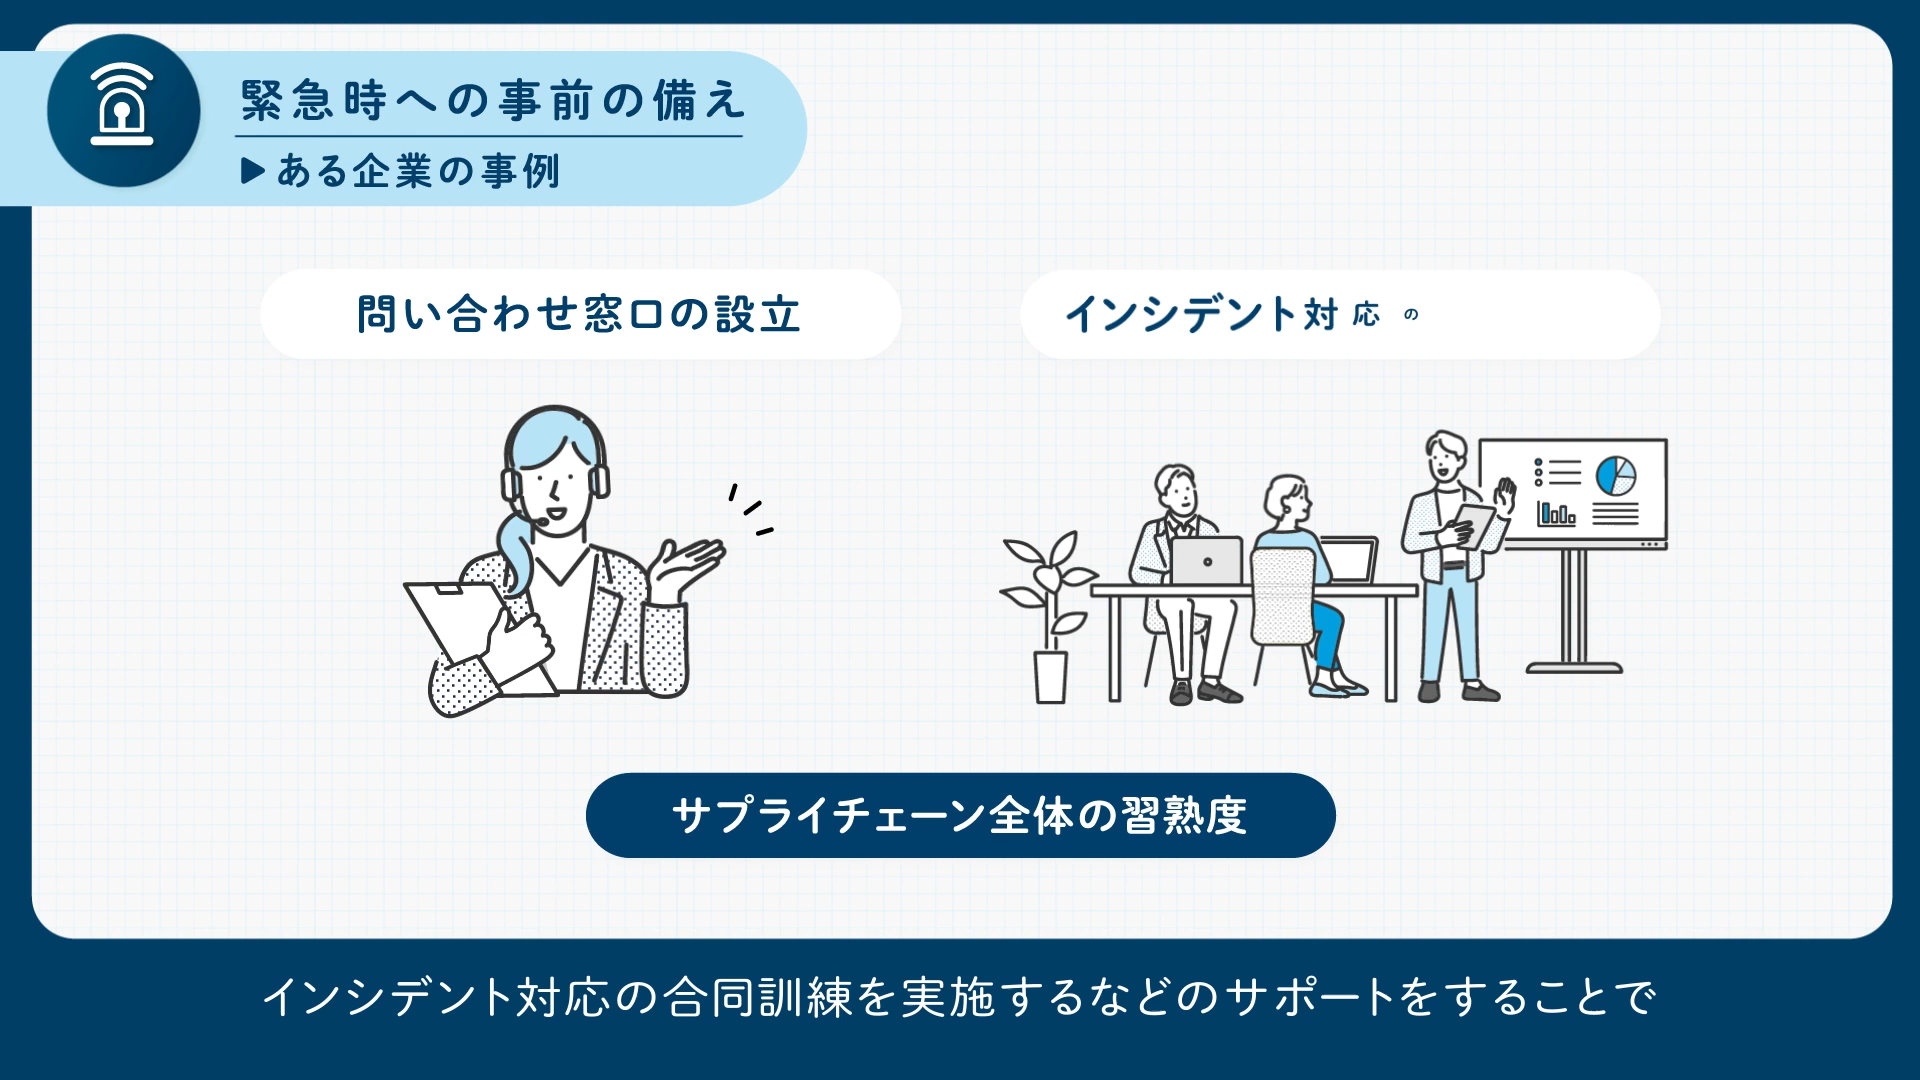 緊急時への事前の備え
▶ある企業の事例
問い合わせ窓口の設立
インシデント対応の
サプライチェーン全体の習熟度
インシデント対応の合同訓練を実施するなどのサポートをすることで